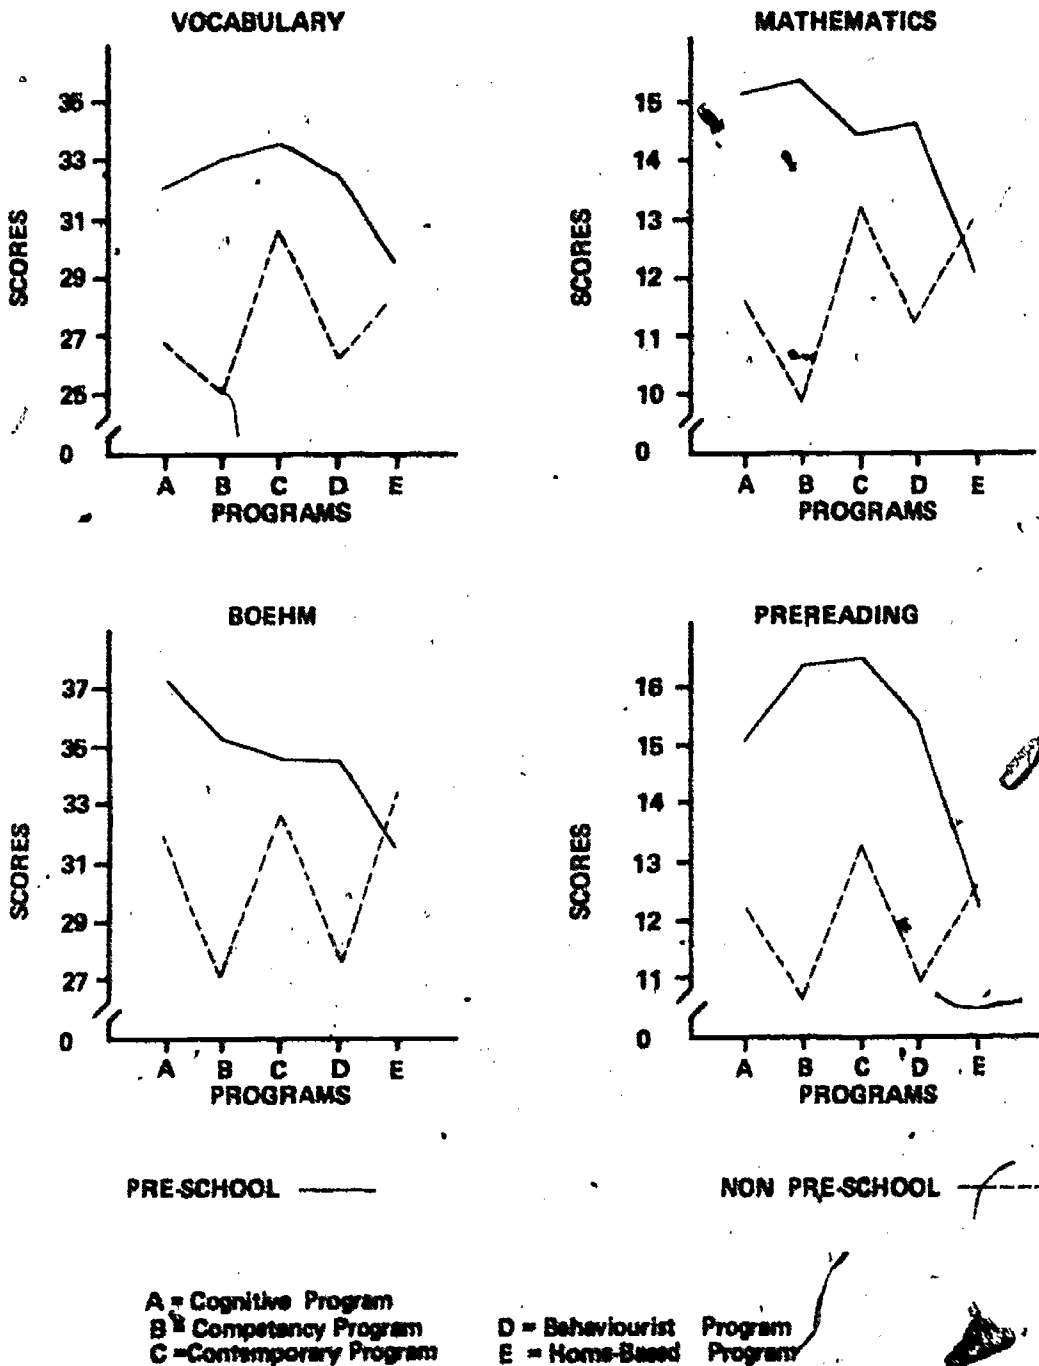 VOCABULARY
35
33
31
29
27
25
0
SCORES
A B C D E
PROGRAMS
MATHEMATICS
15
14
13
12
11
10
0
SCORES
A B C D E
PROGRAMS
BOEHM
37
35
33
31
29
27
0
SCORES
A B C D E
PROGRAMS
PREREADING
16
15
14
13
12
11
0
SCORES
A B C D E
PROGRAMS
PRE-SCHOOL
NON PRE-SCHOOL
A = Cognitive Program
B = Competency Program
C =Contemporary Program
D = Behaviourist Program
E = Home-Based Program